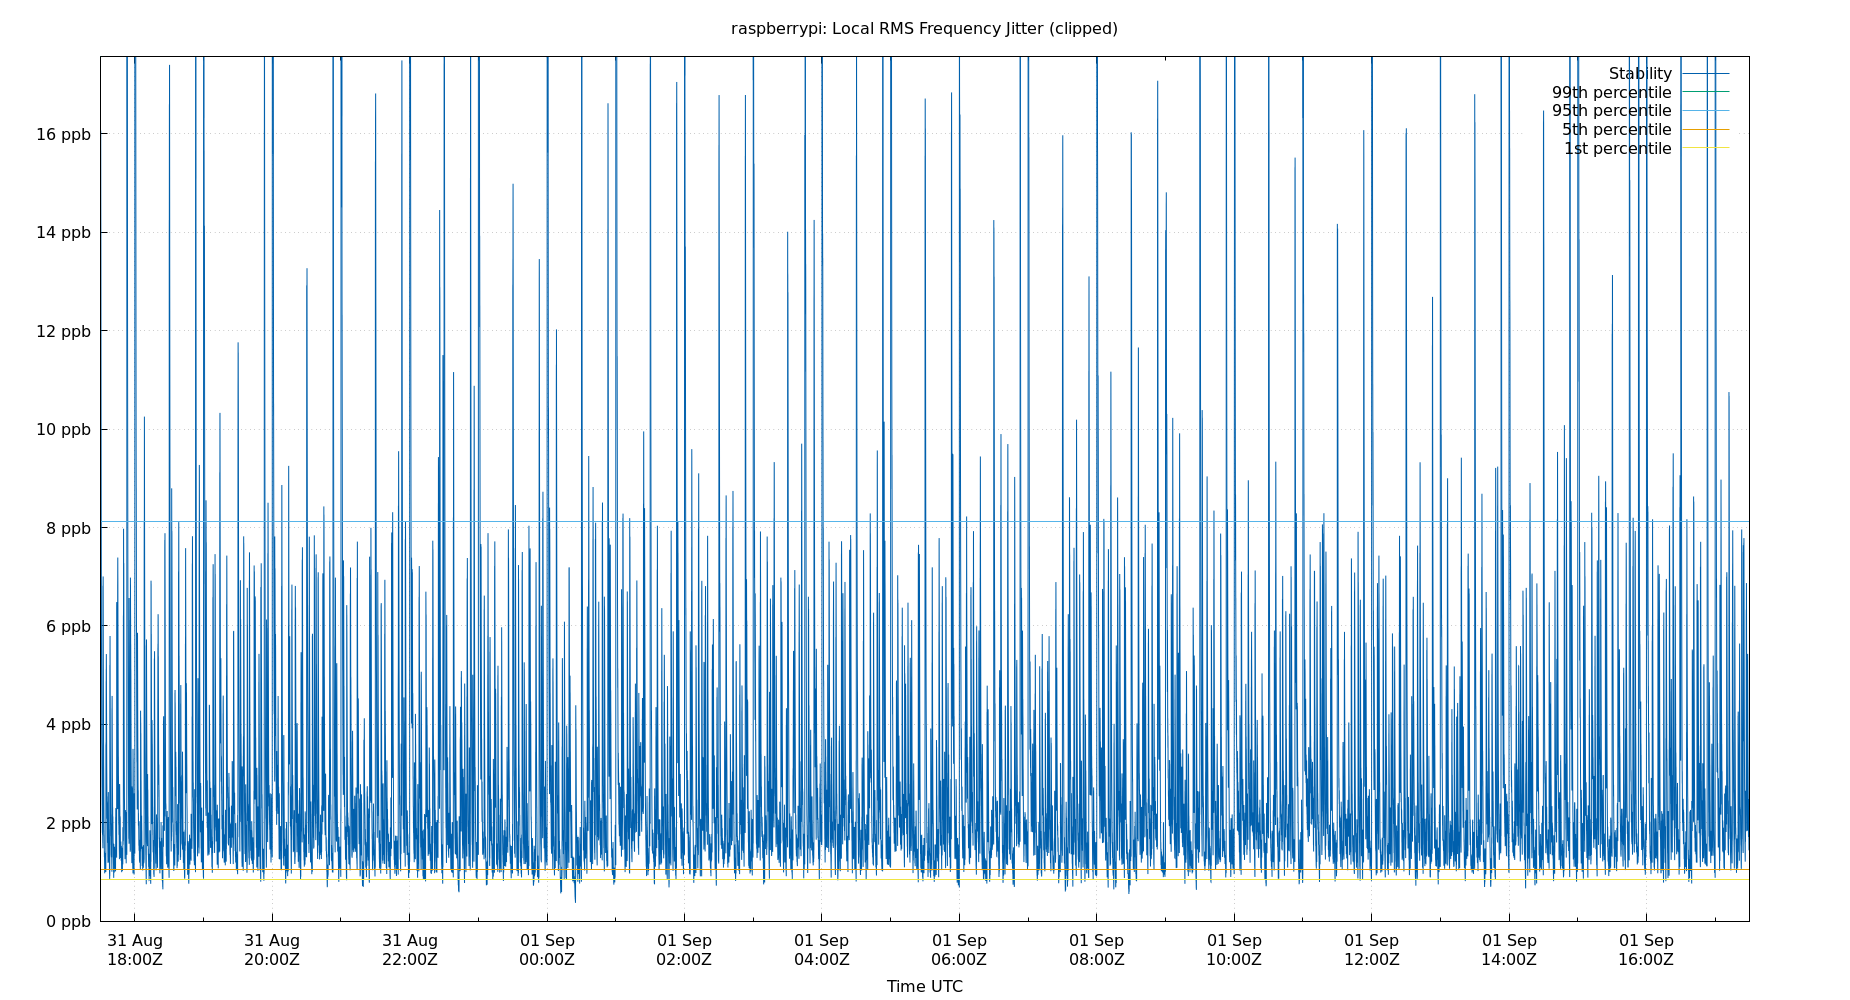 raspberrypi: Local RMS Frequency Jitter (clipped)
Stability
99th percentile
95th percentile
5th percentile
1st percentile
16 ppb
14 ppb
12 ppb
10 ppb
8 ppb
6 ppb
4 ppb
2 ppb
0 ppb
31 Aug 31 Aug 31 Aug 01 Sep 01 Sep 01 Sep 01 Sep 01 Sep 01 Sep 01 Sep 01 Sep 01 Sep
18:00Z 20:00Z 22:00Z 00:00Z 02:00Z 04:00Z 06:00Z 08:00Z 10:00Z 12:00Z 14:00Z 16:00Z
Time UTC